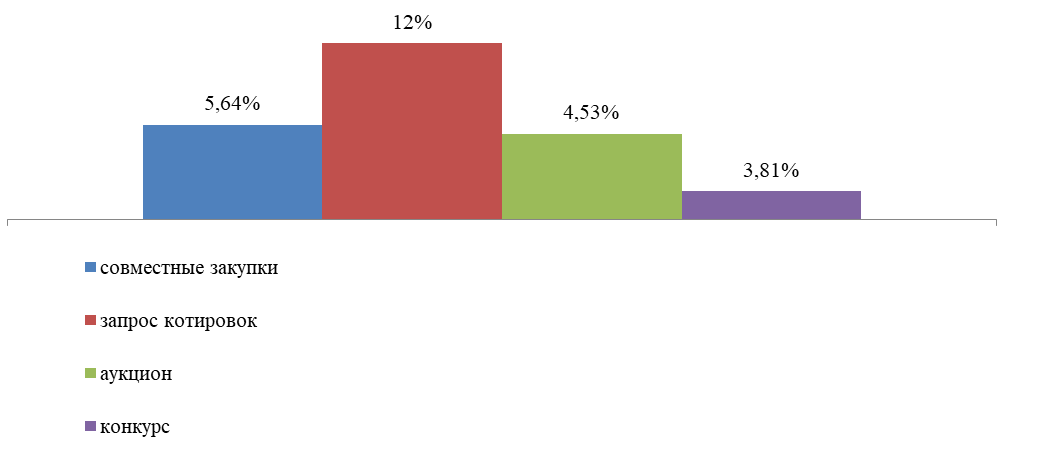 12%
5,64%
4,53%
3,81%
совместные закупки
запрос котировок
аукцион
конкурс